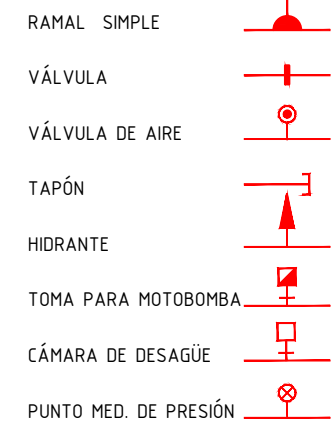 RAMAL SIMPLE
VÁLVULA
VÁLVULA DE AIRE
TAPÓN
HIDRANTE
TOMA PARA MOTOBOMBA
CÁMARA DE DESAGÜE
PUNTO MED. DE PRESIÓN